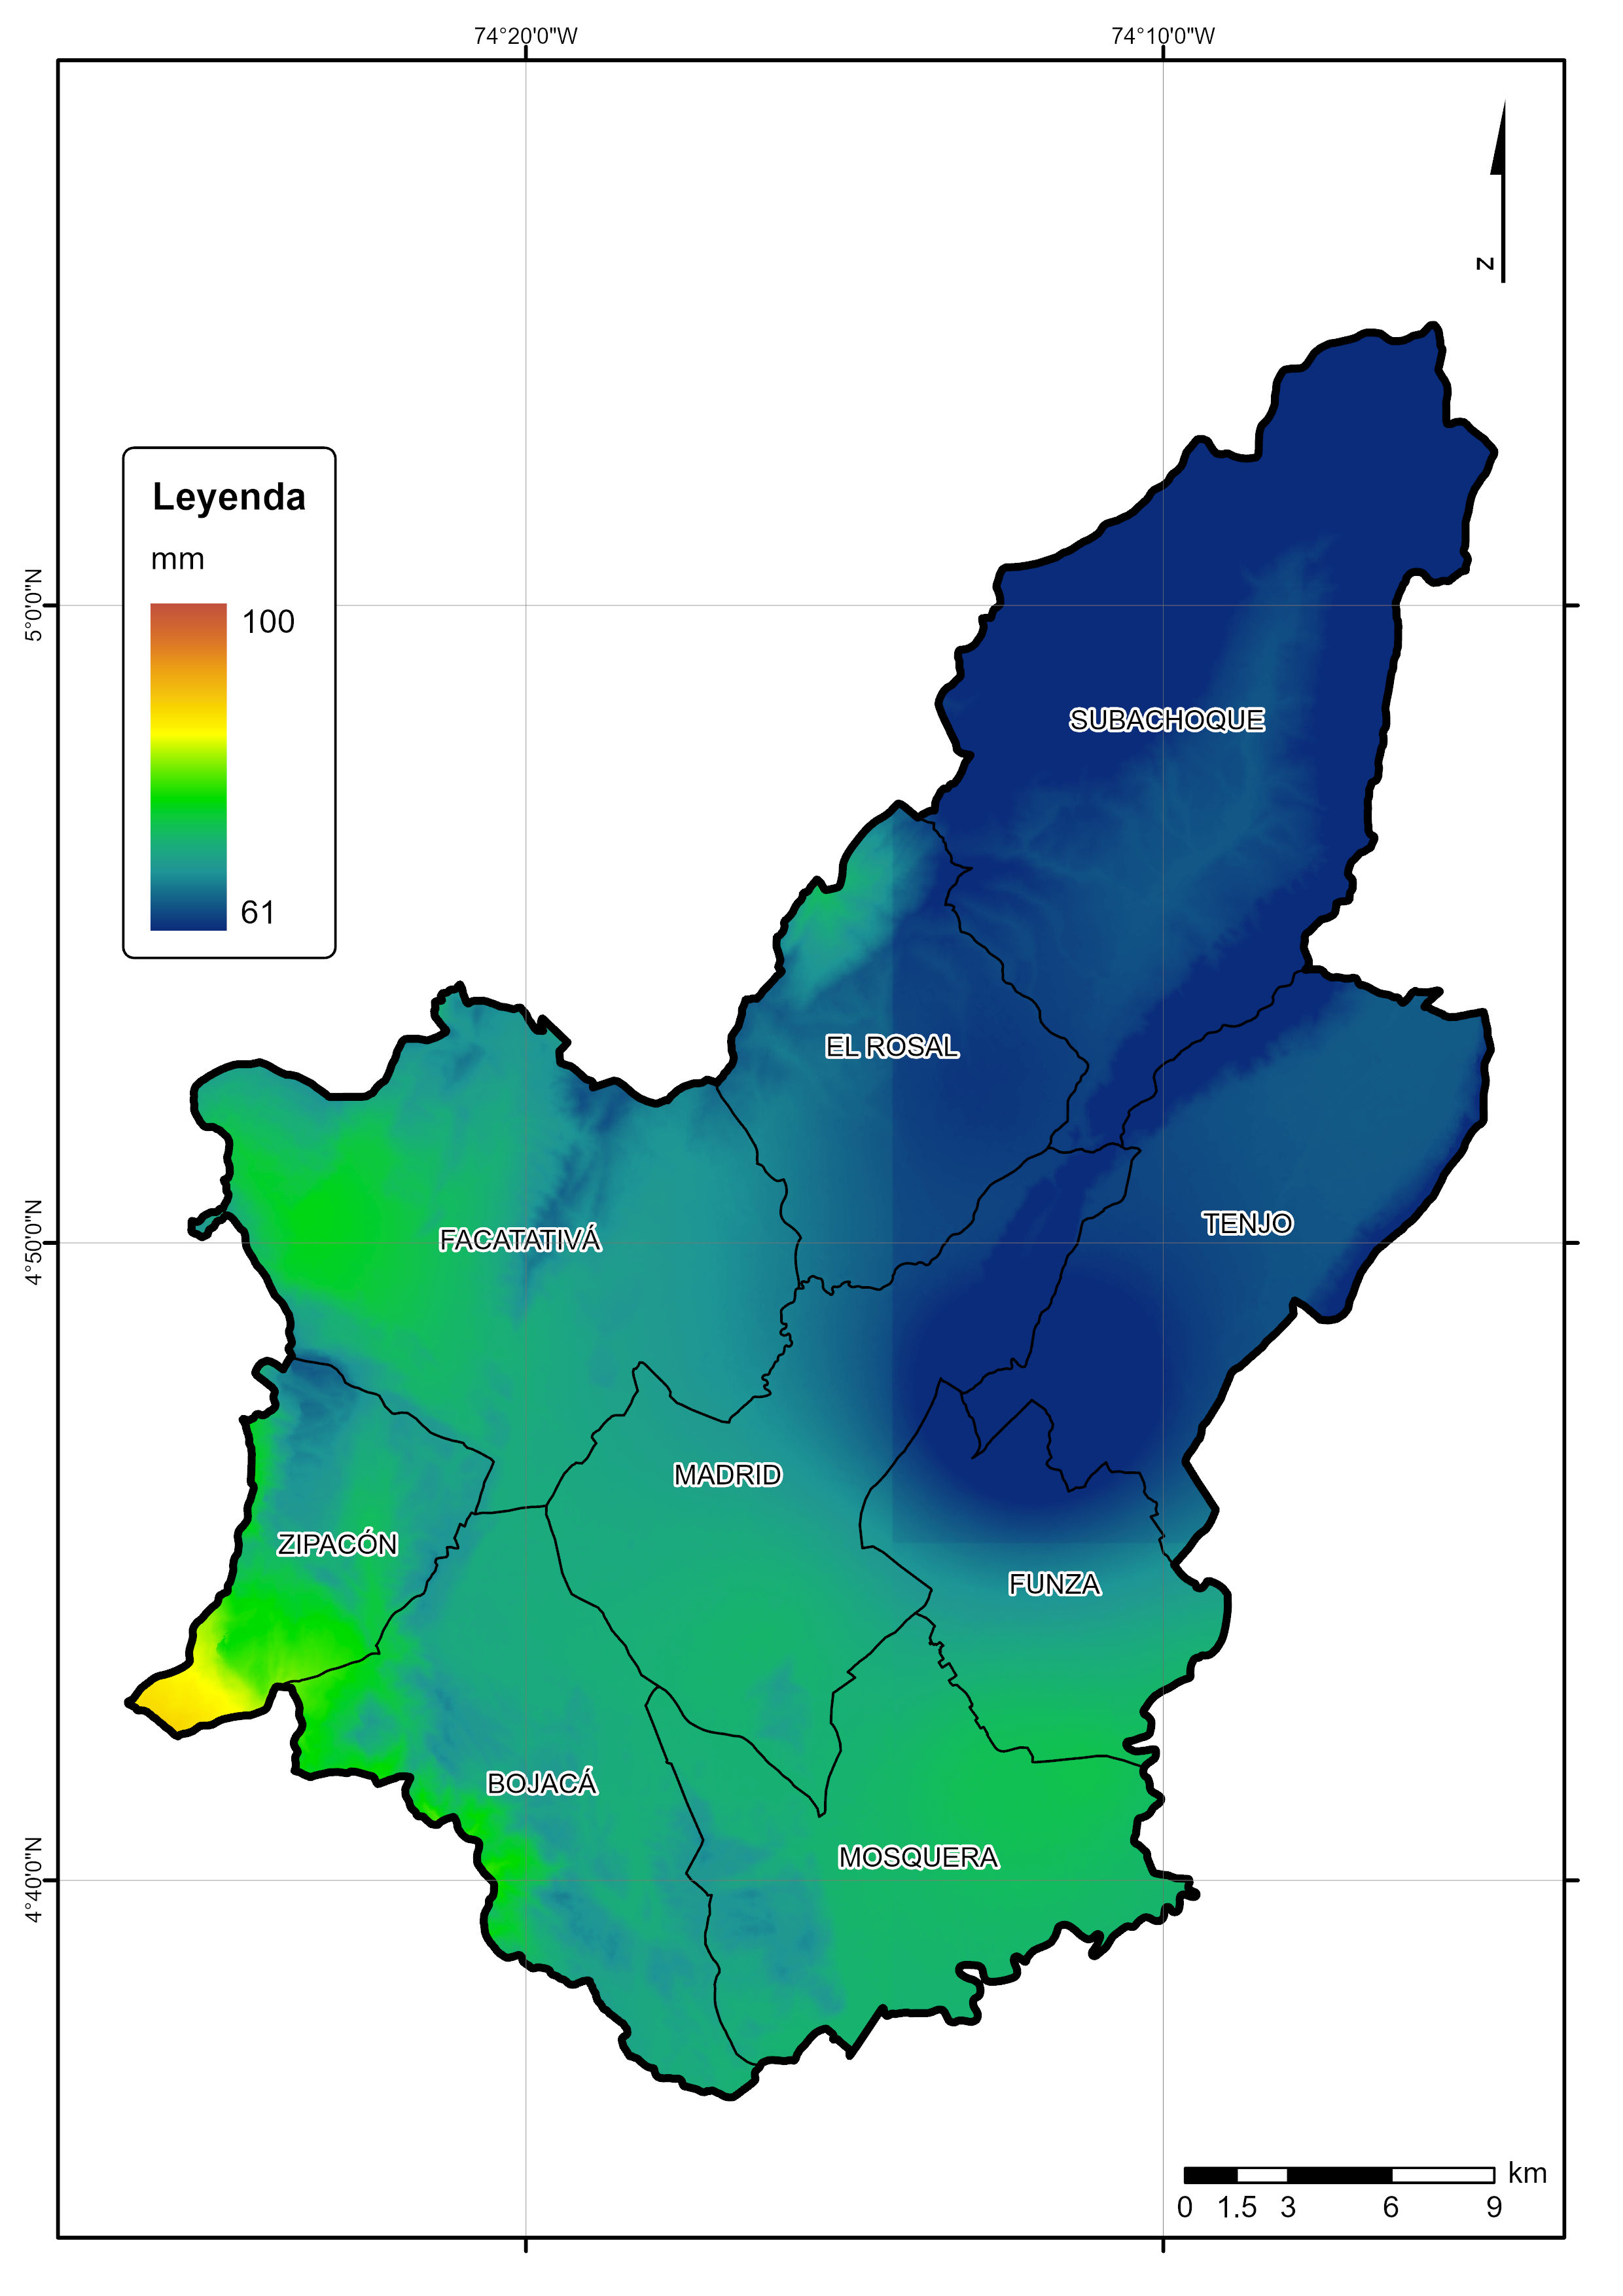 74°20'0"W
74°10'0"W
N
Leyenda
mm
100
61
5°0'0"N
4°50'0"N
4°40'0"N
SUBACHOQUE
EL ROSAL
TENJO
FACATATIVÁ
MADRID
ZIPACÓN
FUNZA
BOJACÁ
MOSQUERA
km
0 1.5 3 6 9